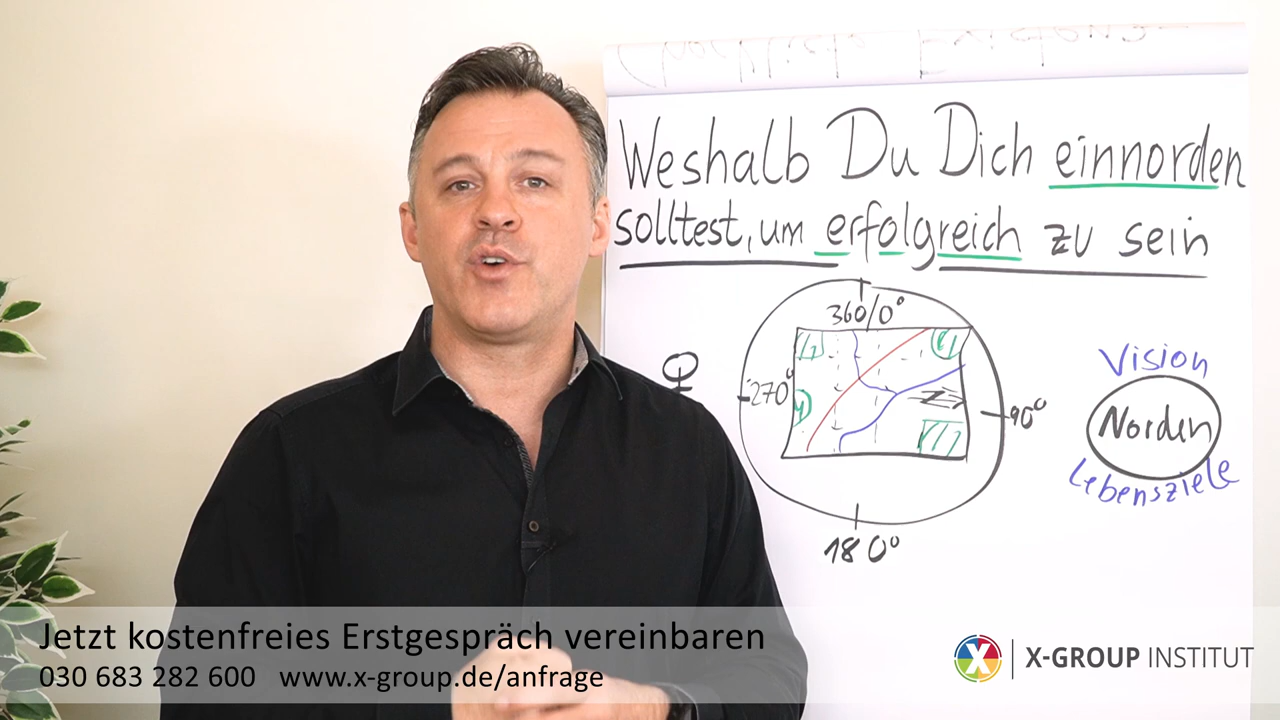 Weshalb Du Dich einnorden
solltest, um erfolgreich zu sein
360/0°
270°
90°
180°
Vision
Norden
Lebensziele
Jetzt kostenfreies Erstgespräch vereinbaren
030 683 282 600 www.x-group.de/anfrage
X-GROUP INSTITUT